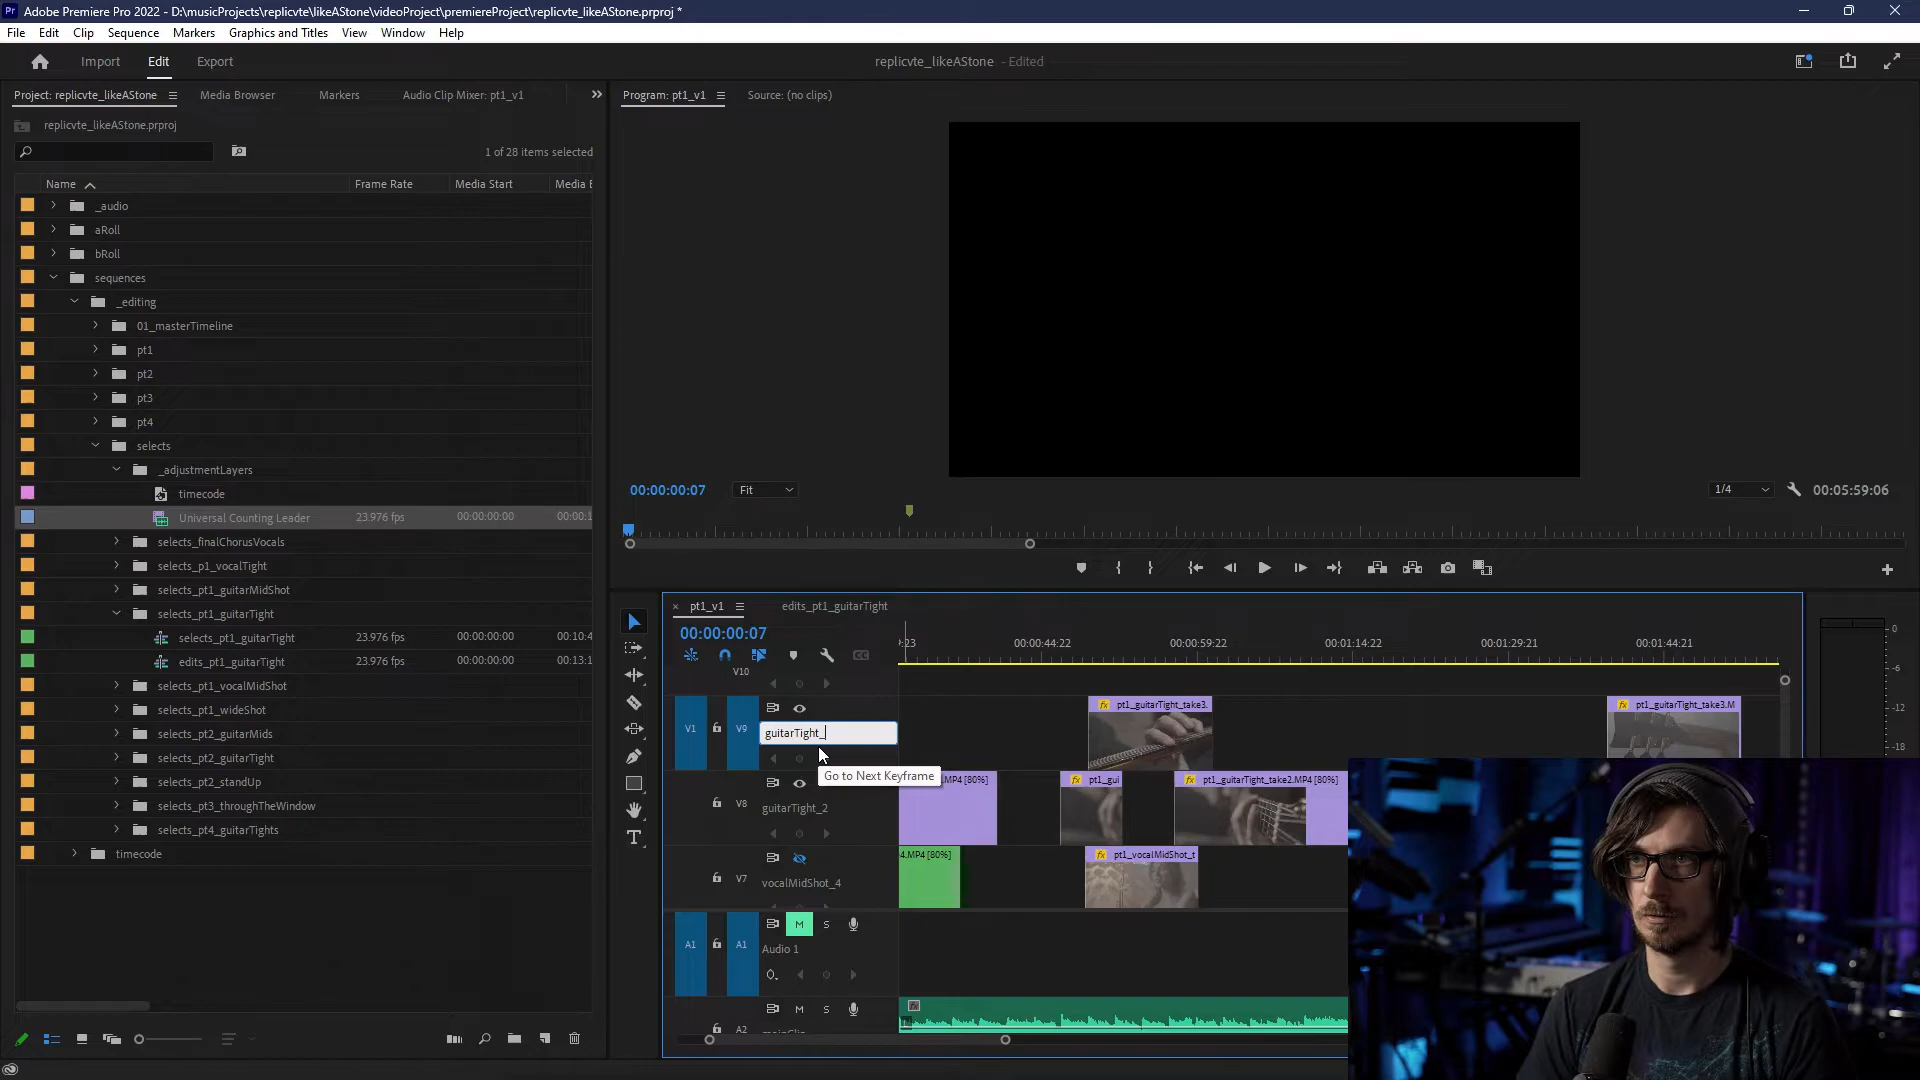 Pr Adobe Premiere Pro 2022 - D:\musicProjects\replicvte\likeAStone\videoProject\premiereProject\replicvte_likeAStone.prproj *
File Edit Clip Sequence Markers Graphics and Titles View Window Help
Import Edit Export
replicvte_likeAStone - Edited
Project: replicvte_likeAStone
Media Browser
Markers
Audio Clip Mixer: pt1_v1
replicvte_likeAStone.prproj
1 of 28 items selected
Name Frame Rate Media Start Media E
_audio
aRoll
bRoll
sequences
_editing
01_masterTimeline
pt1
pt2
pt3
pt4
selects
_adjustmentLayers
timecode
Universal Counting Leader 23.976 fps 00:00:00:00 00:00:1
selects_finalChorusVocals
selects_p1_vocalTight
selects_pt1_guitarMidShot
selects_pt1_guitarTight
selects_pt1_guitarTight 23.976 fps 00:00:00:00 00:10:4
edits_pt1_guitarTight 23.976 fps 00:00:00:00 00:13:1
selects_pt1_vocalMidShot
selects_pt1_wideShot
selects_pt2_guitarMids
selects_pt2_guitarTight
selects_pt2_standUp
selects_pt3_throughTheWindow
selects_pt4_guitarTights
timecode
Program: pt1_v1
Source: (no clips)
00:00:00:07 Fit 1/4 00:05:59:06
pt1_v1
edits_pt1_guitarTight
00:00:00:07
:23 00:00:44:22 00:00:59:22 00:01:14:22 00:01:29:21 00:01:44:21
CC
V10
V1 V9
guitarTight_
pt1_guitarTight_take3.
pt1_guitarTight_take3.M
Go to Next Keyframe
V8
guitarTight_2
.MP4 [80%]
pt1_gui
pt1_guitarTight_take2.MP4 [80%]
V7
vocalMidShot_4
4.MP4 [80%]
pt1_vocalMidShot_t
A1 A1 M S
Audio 1
A2 M S
0
-6
-12
-18